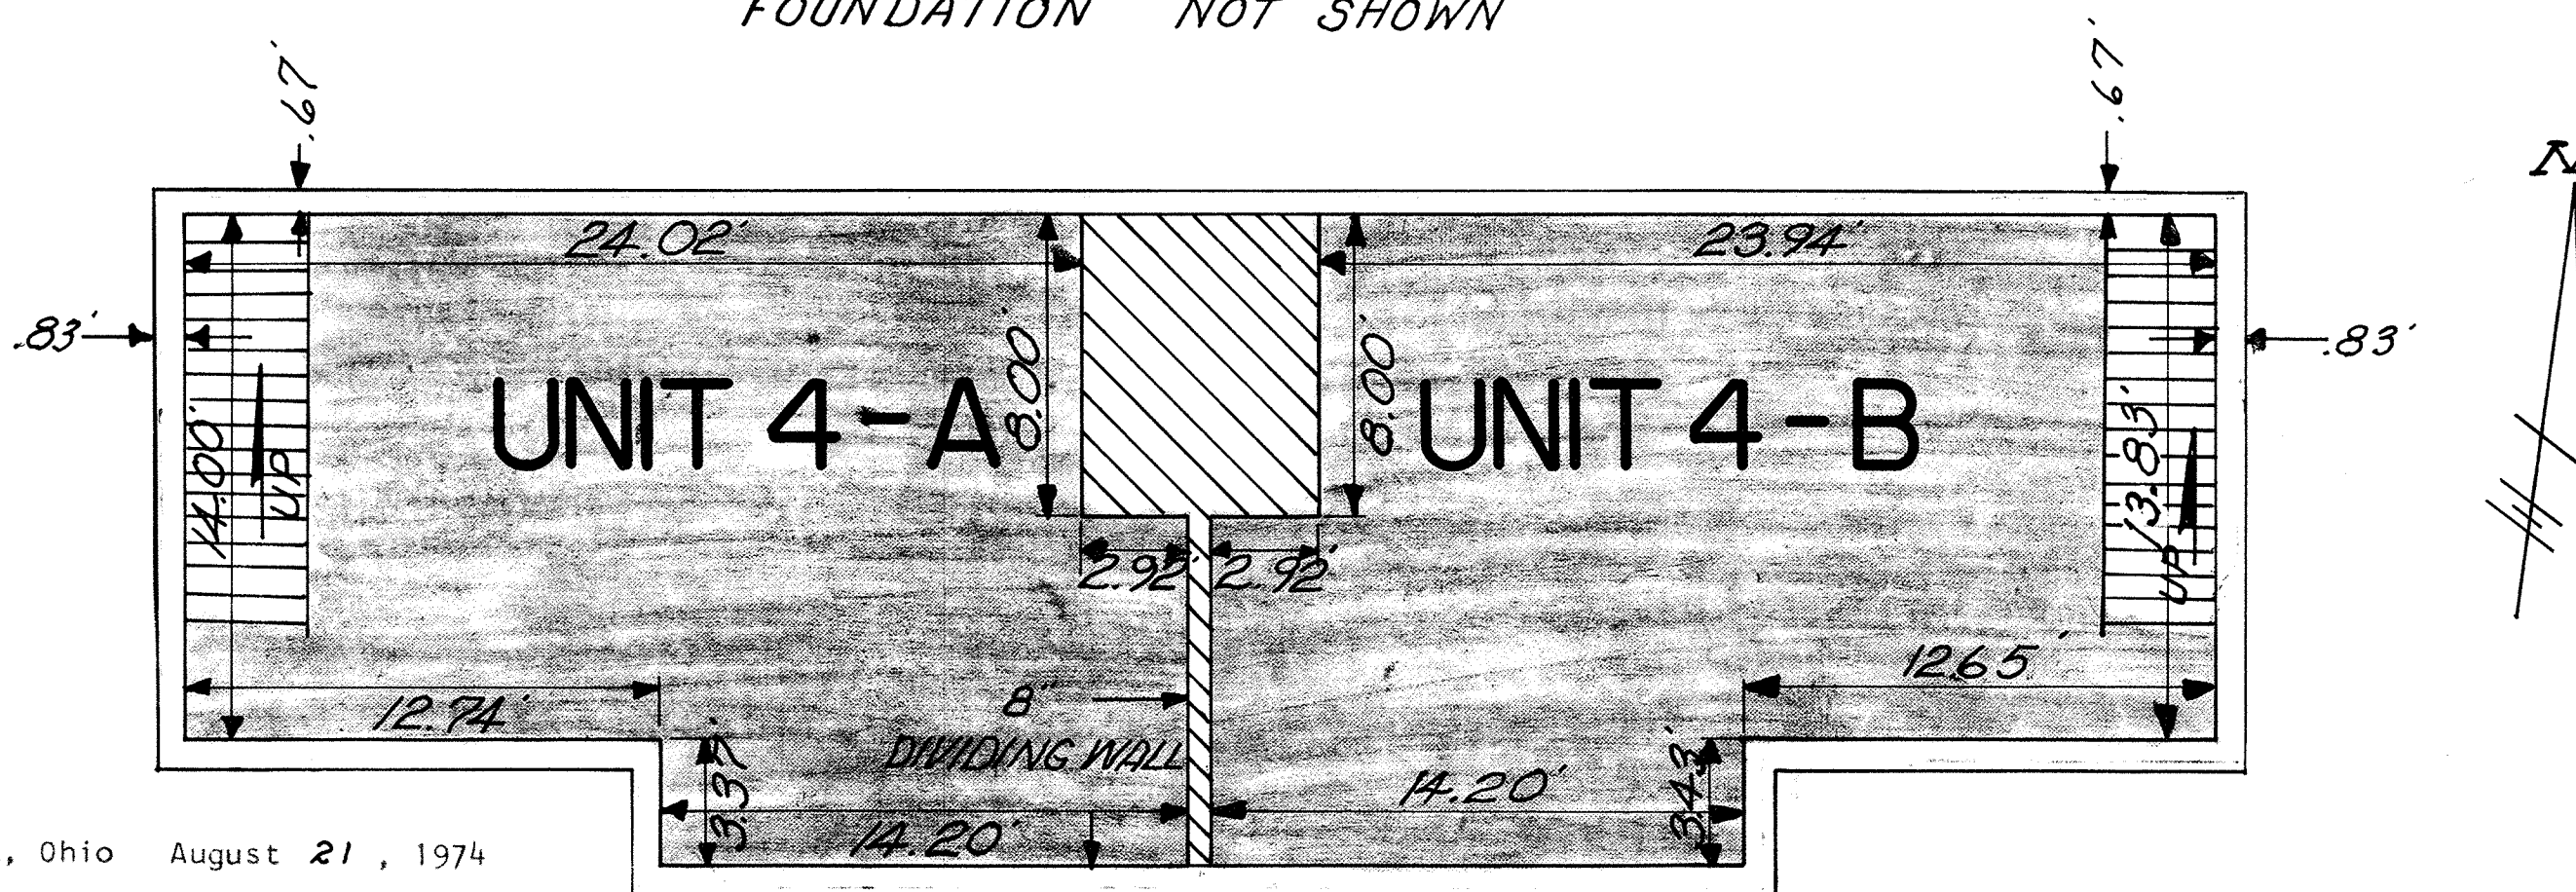 FOUNDATION NOT SHOWN
.67'
.67'
24.02'
23.94'
.83'
.83'
8.00'
8.00'
UNIT 4-A
UNIT 4-B
14.00'
UP
13.83'
UP
2.92'
2.92'
12.74'
12.65'
8"
DIVIDING WALL
3.37'
14.20'
14.20'
3.43'
, Ohio August 21 , 1974